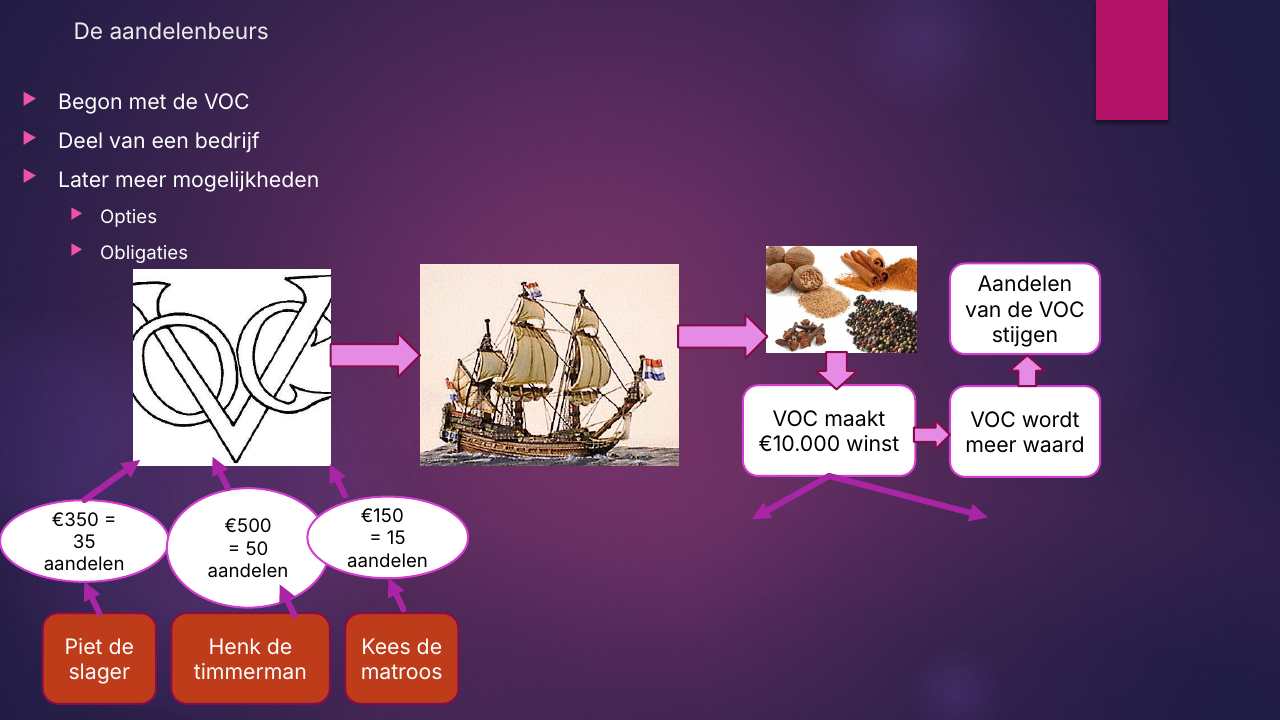 De aandelenbeurs
Begon met de VOC
Deel van een bedrijf
Later meer mogelijkheden
Opties
Obligaties
VOC
Aandelen
van de VOC
stijgen
VOC maakt
€10.000 winst
VOC wordt
meer waard
€350 =
35
aandelen
€500
= 50
aandelen
€150
= 15
aandelen
Piet de
slager
Henk de
timmerman
Kees de
matroos